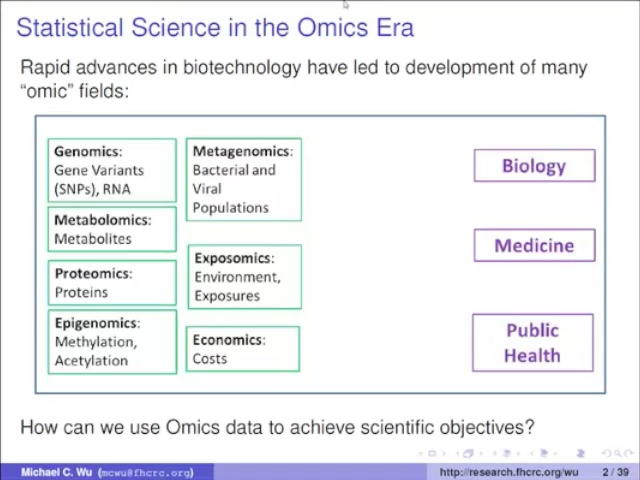 Statistical Science in the Omics Era
Rapid advances in biotechnology have led to development of many
“omic” fields:
Genomics:
Gene Variants
(SNPs), RNA
Metabolomics:
Metabolites
Proteomics:
Proteins
Epigenomics:
Methylation,
Acetylation
Metagenomics:
Bacterial and
Viral
Populations
Exposomics:
Environment,
Exposures
Economics:
Costs
Biology
Medicine
Public
Health
How can we use Omics data to achieve scientific objectives?
Michael C. Wu (mcwu@fhcrc.org)
http://research.fhcrc.org/wu
2 / 39